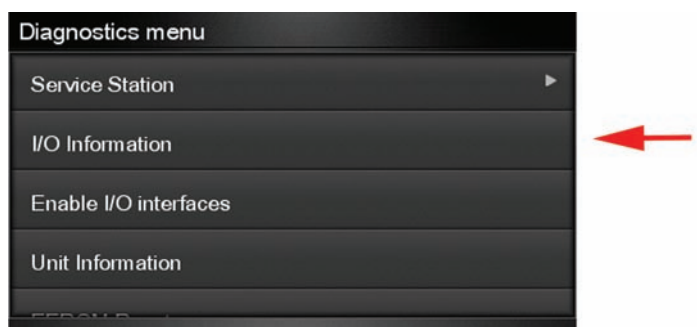 Diagnostics menu
Service Station
I/O Information
Enable I/O interfaces
Unit Information